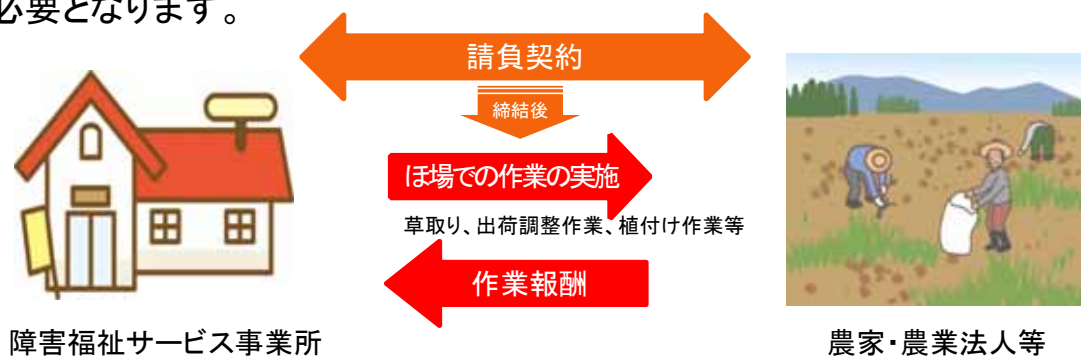 必要となります。
請負契約
締結後
ほ場での作業の実施
草取り、出荷調整作業、植付け作業等
作業報酬
障害福祉サービス事業所
農家・農業法人等